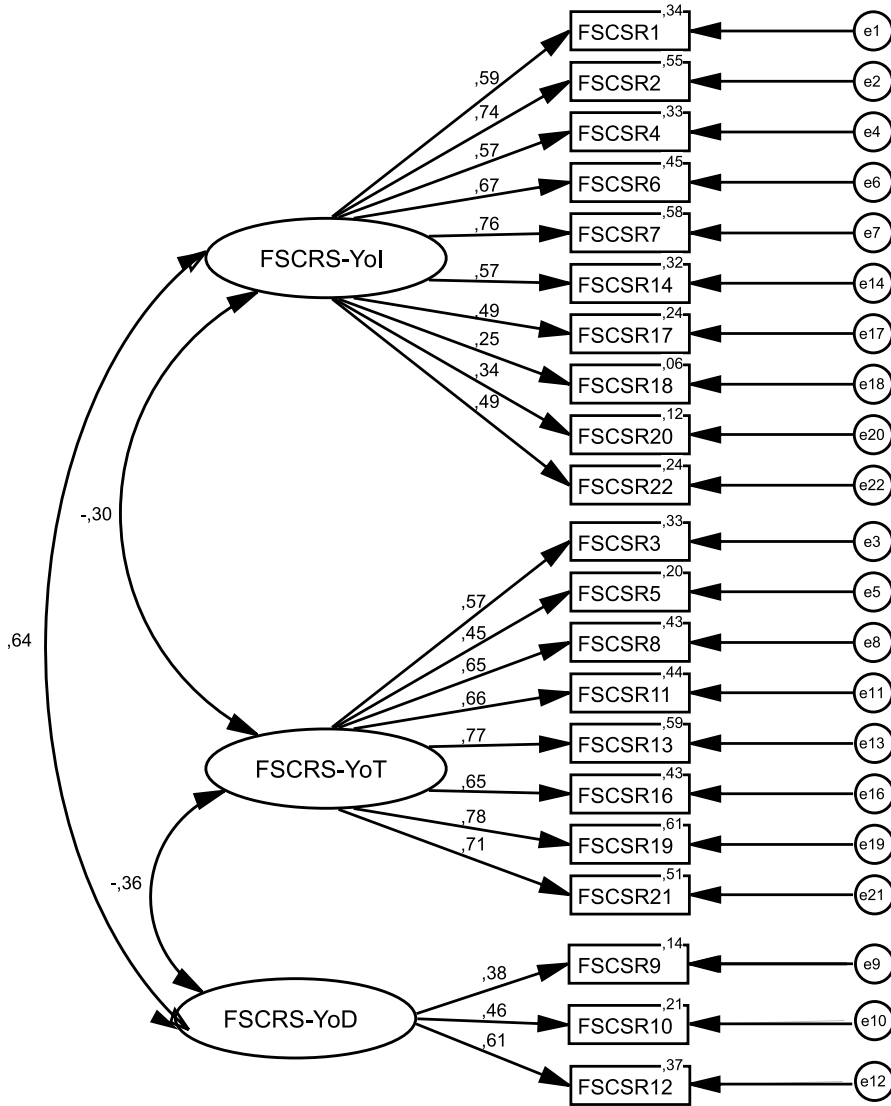 ,34
FSCSR1
e1
,59
,55
FSCSR2
e2
,74
,33
FSCSR4
e4
,57
,45
FSCSR6
e6
,67
,58
FSCSR7
e7
,76
FSCRS-YoI
,32
FSCSR14
e14
,57
,24
FSCSR17
e17
,49
,06
FSCSR18
e18
,25
,12
FSCSR20
e20
,34
,24
FSCSR22
e22
,49
-,30
,33
FSCSR3
e3
,57
,20
FSCSR5
e5
,45
,64
,43
FSCSR8
e8
,65
,44
FSCSR11
e11
,66
,59
FSCSR13
e13
,77
FSCRS-YoT
,43
FSCSR16
e16
,65
,61
FSCSR19
e19
,78
,51
FSCSR21
e21
,71
-,36
,14
FSCSR9
e9
,38
FSCRS-YoD
,21
FSCSR10
e10
,46
,37
FSCSR12
e12
,61